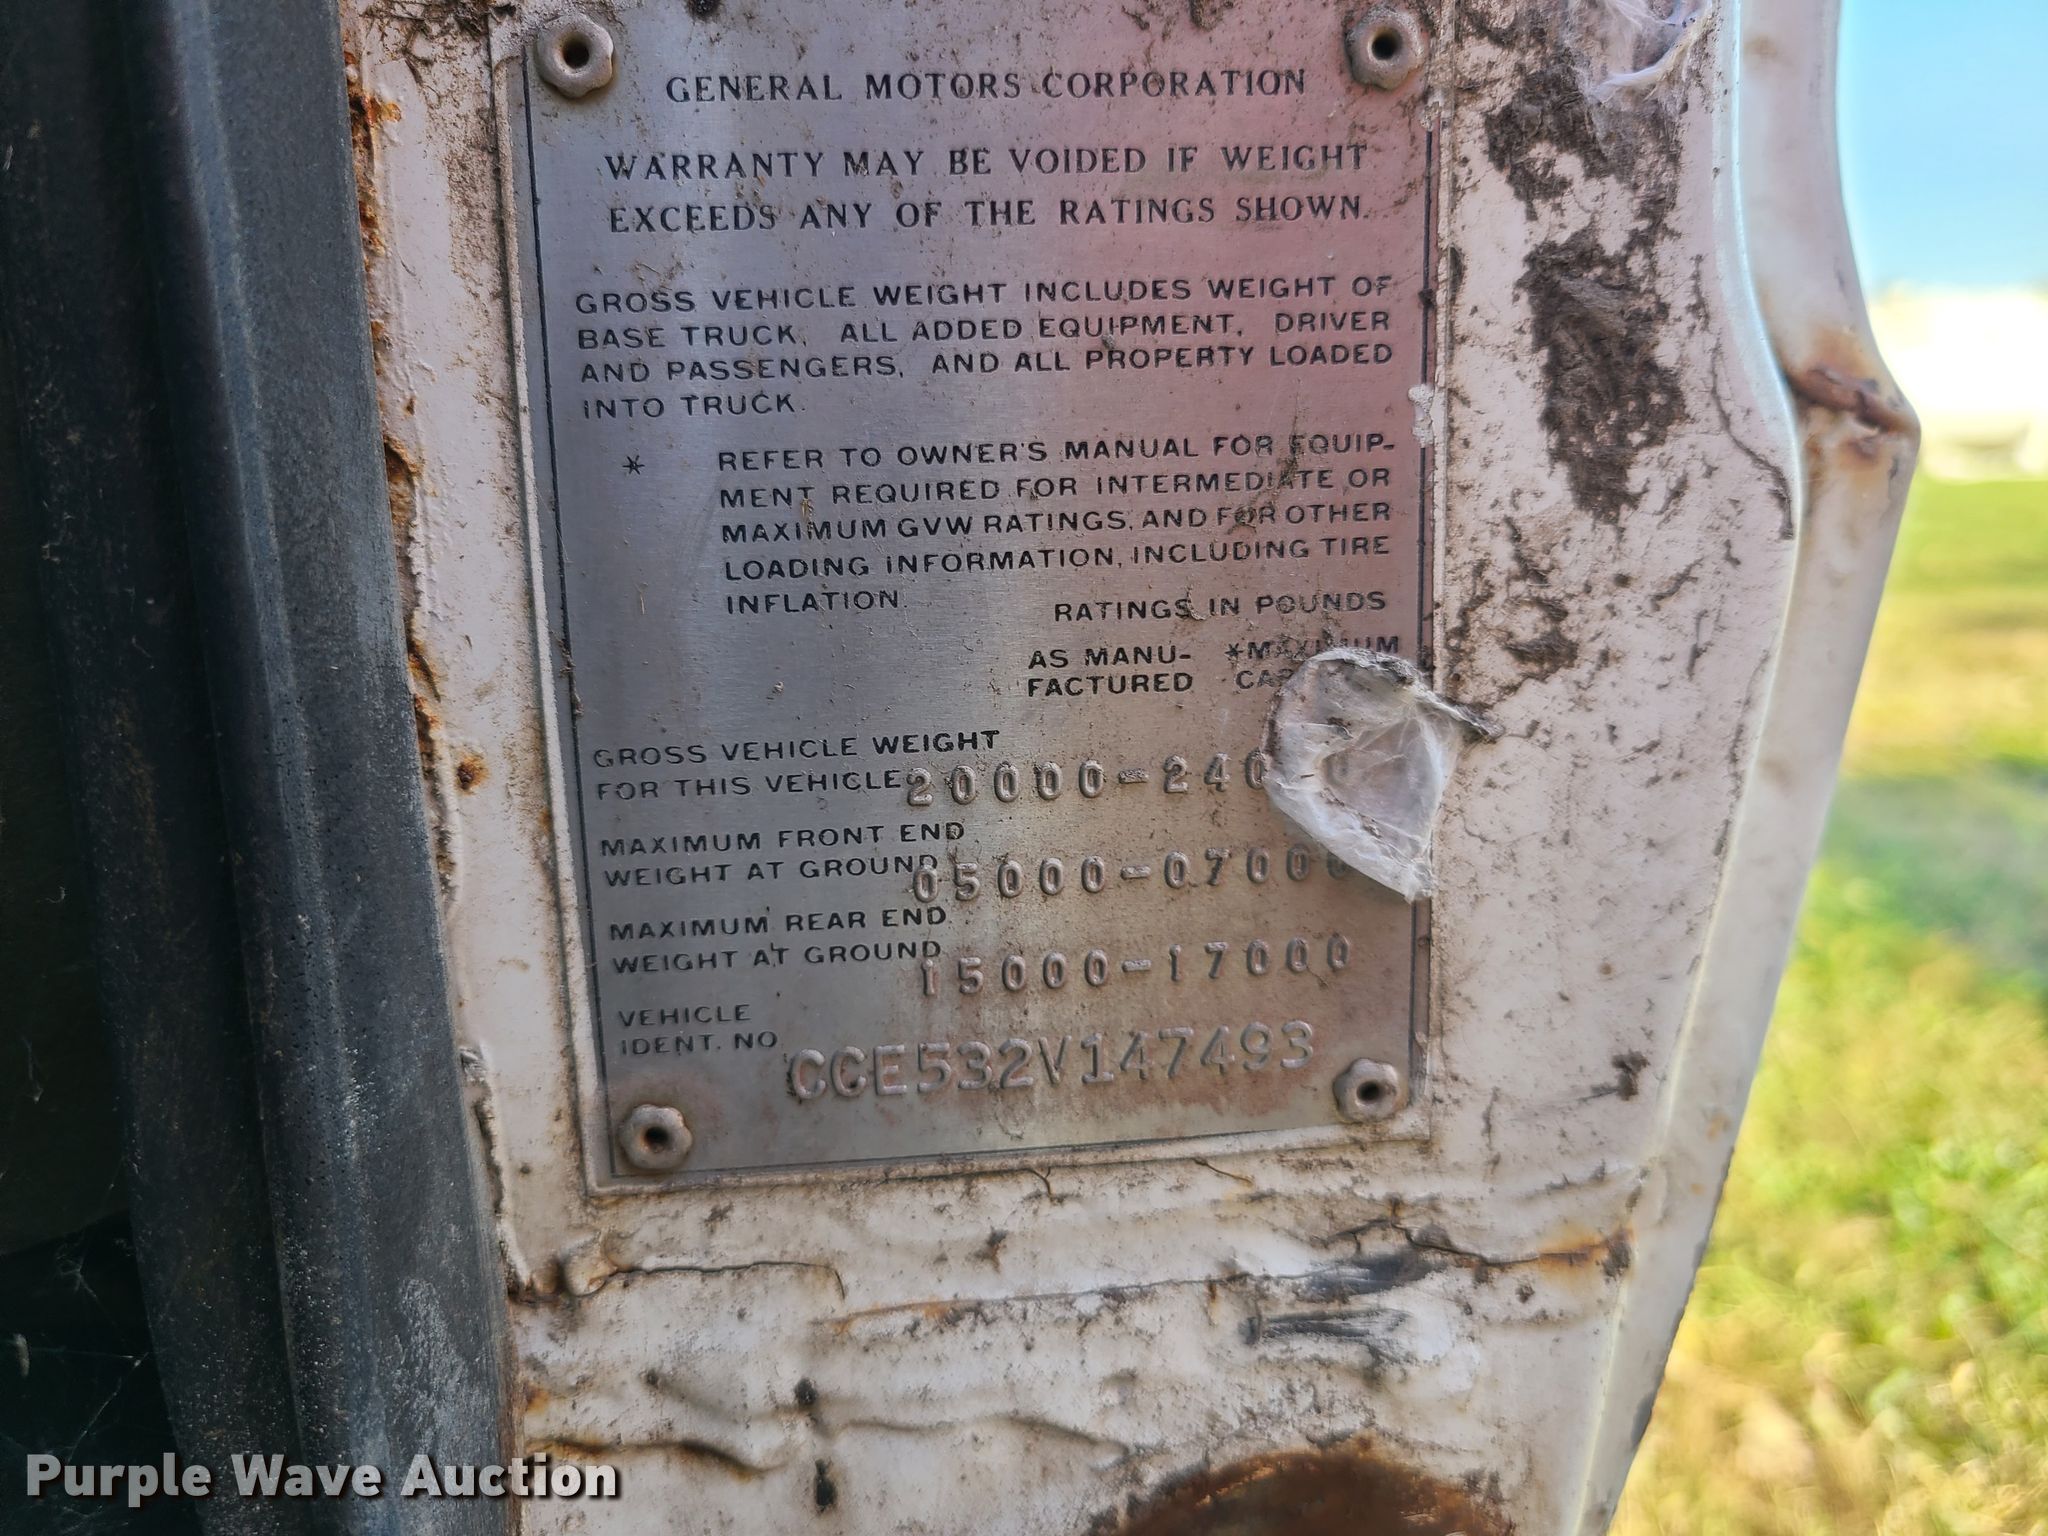 GENERAL MOTORS CORPORATION
WARRANTY MAY BE VOIDED IF WEIGHT
EXCEEDS ANY OF THE RATINGS SHOWN.
GROSS VEHICLE WEIGHT INCLUDES WEIGHT OF
BASE TRUCK, ALL ADDED EQUIPMENT, DRIVER
AND PASSENGERS, AND ALL PROPERTY LOADED
INTO TRUCK.
* REFER TO OWNER'S MANUAL FOR EQUIP-
MENT REQUIRED FOR INTERMEDIATE OR
MAXIMUM GVW RATINGS, AND FOR OTHER
LOADING INFORMATION, INCLUDING TIRE
INFLATION.
RATINGS IN POUNDS
AS MANU- *MAXIMUM
FACTURED
GROSS VEHICLE WEIGHT
FOR THIS VEHICLE 20000-
MAXIMUM FRONT END
WEIGHT AT GROUND 05000-07000
MAXIMUM REAR END
WEIGHT AT GROUND 15000-17000
VEHICLE
IDENT. NO. CCE532V147493
Purple Wave Auction